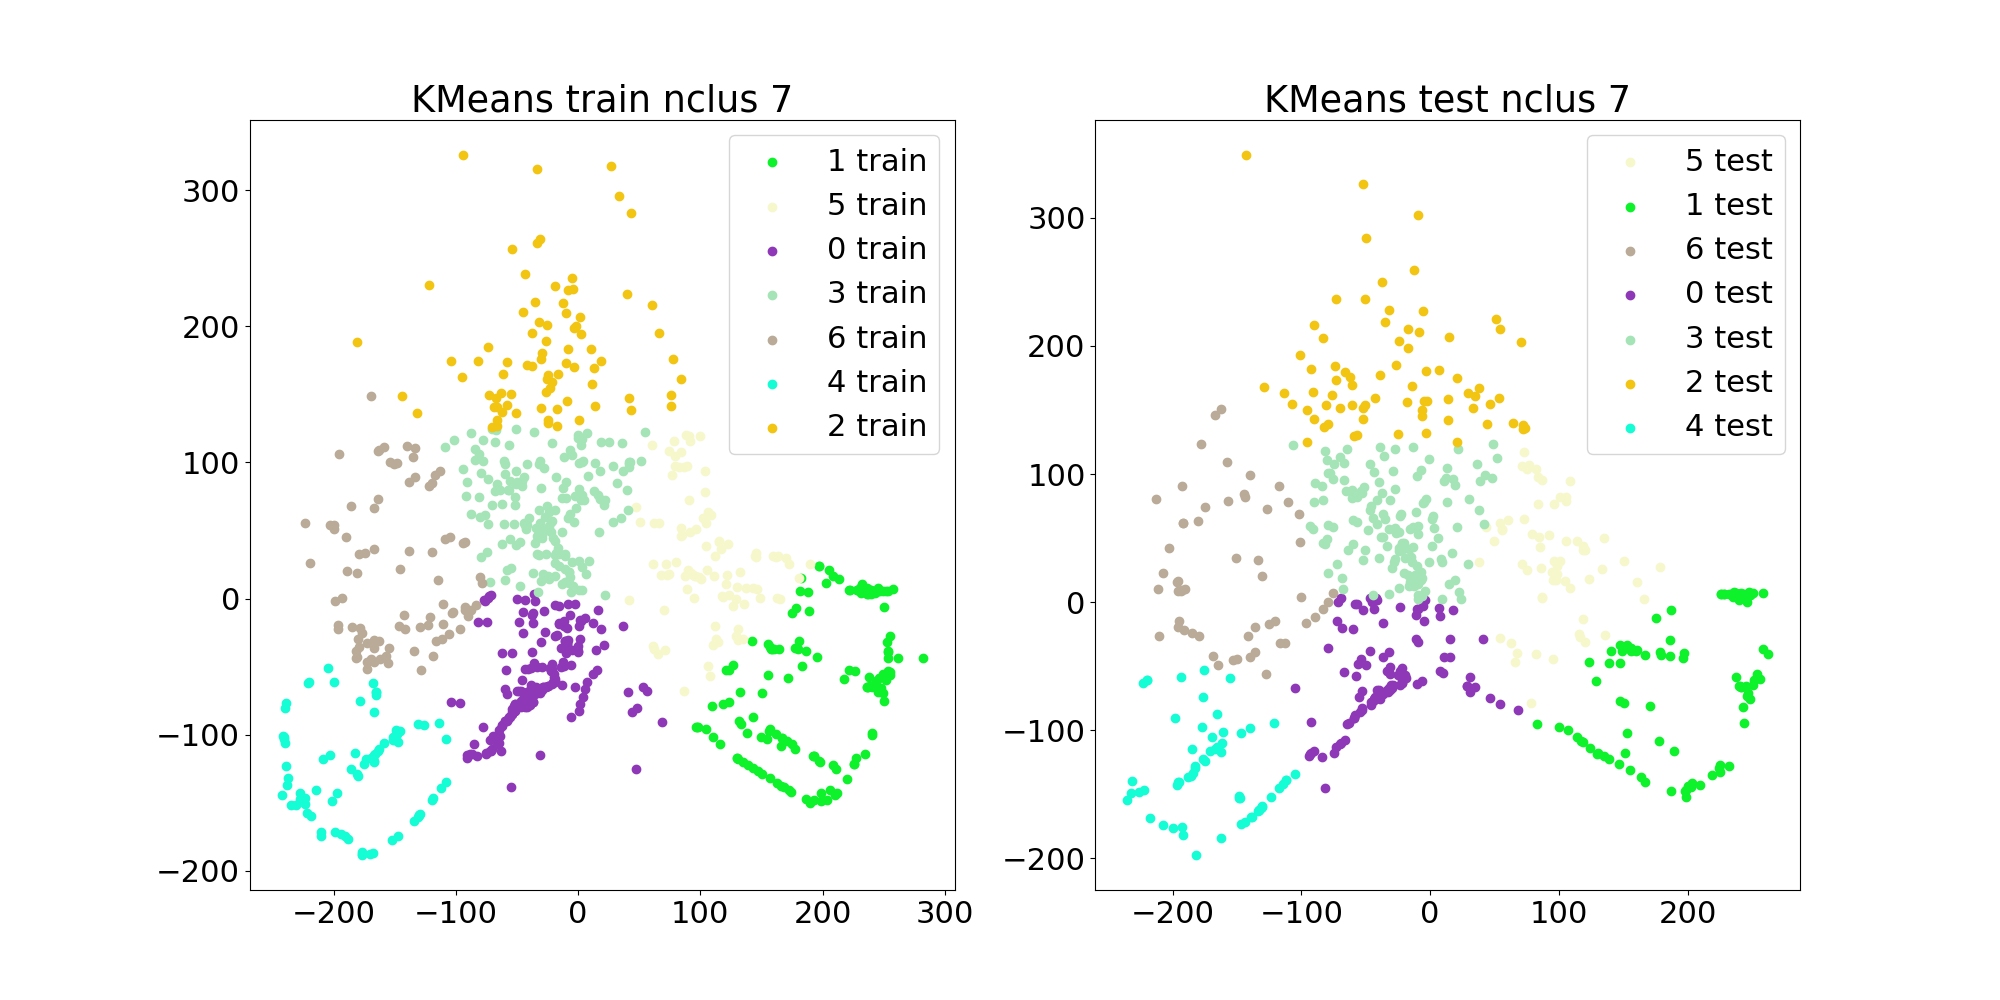 KMeans train nclus 7
300
200
100
0
−100
−200
−200 −100 0 100 200 300
1 train
5 train
0 train
3 train
6 train
4 train
2 train
KMeans test nclus 7
300
200
100
0
−100
−200
−200 −100 0 100 200
5 test
1 test
6 test
0 test
3 test
2 test
4 test